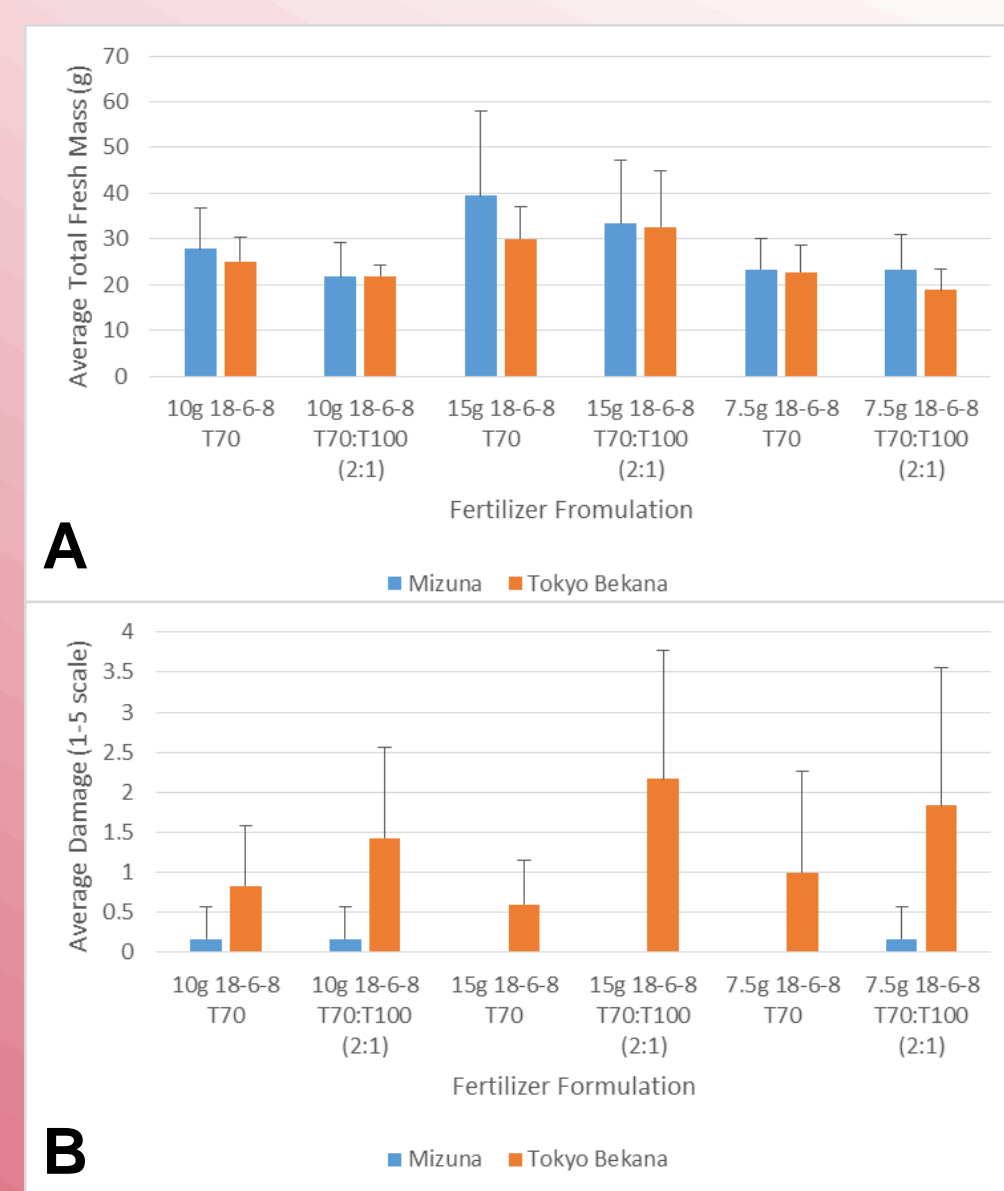 70
60
50
40
30
20
10
0
Average Total Fresh Mass (g)
10g 18-6-8 10g 18-6-8 15g 18-6-8 15g 18-6-8 7.5g 18-6-8 7.5g 18-6-8
T70 T70:T100 T70 T70:T100 T70 T70:T100
(2:1) (2:1) (2:1)
Fertilizer Fromulation
A
Mizuna Tokyo Bekana
4
3.5
3
2.5
2
1.5
1
0.5
0
Average Damage (1-5 scale)
10g 18-6-8 10g 18-6-8 15g 18-6-8 15g 18-6-8 7.5g 18-6-8 7.5g 18-6-8
T70 T70:T100 T70 T70:T100 T70 T70:T100
(2:1) (2:1) (2:1)
Fertilizer Formulation
B
Mizuna Tokyo Bekana